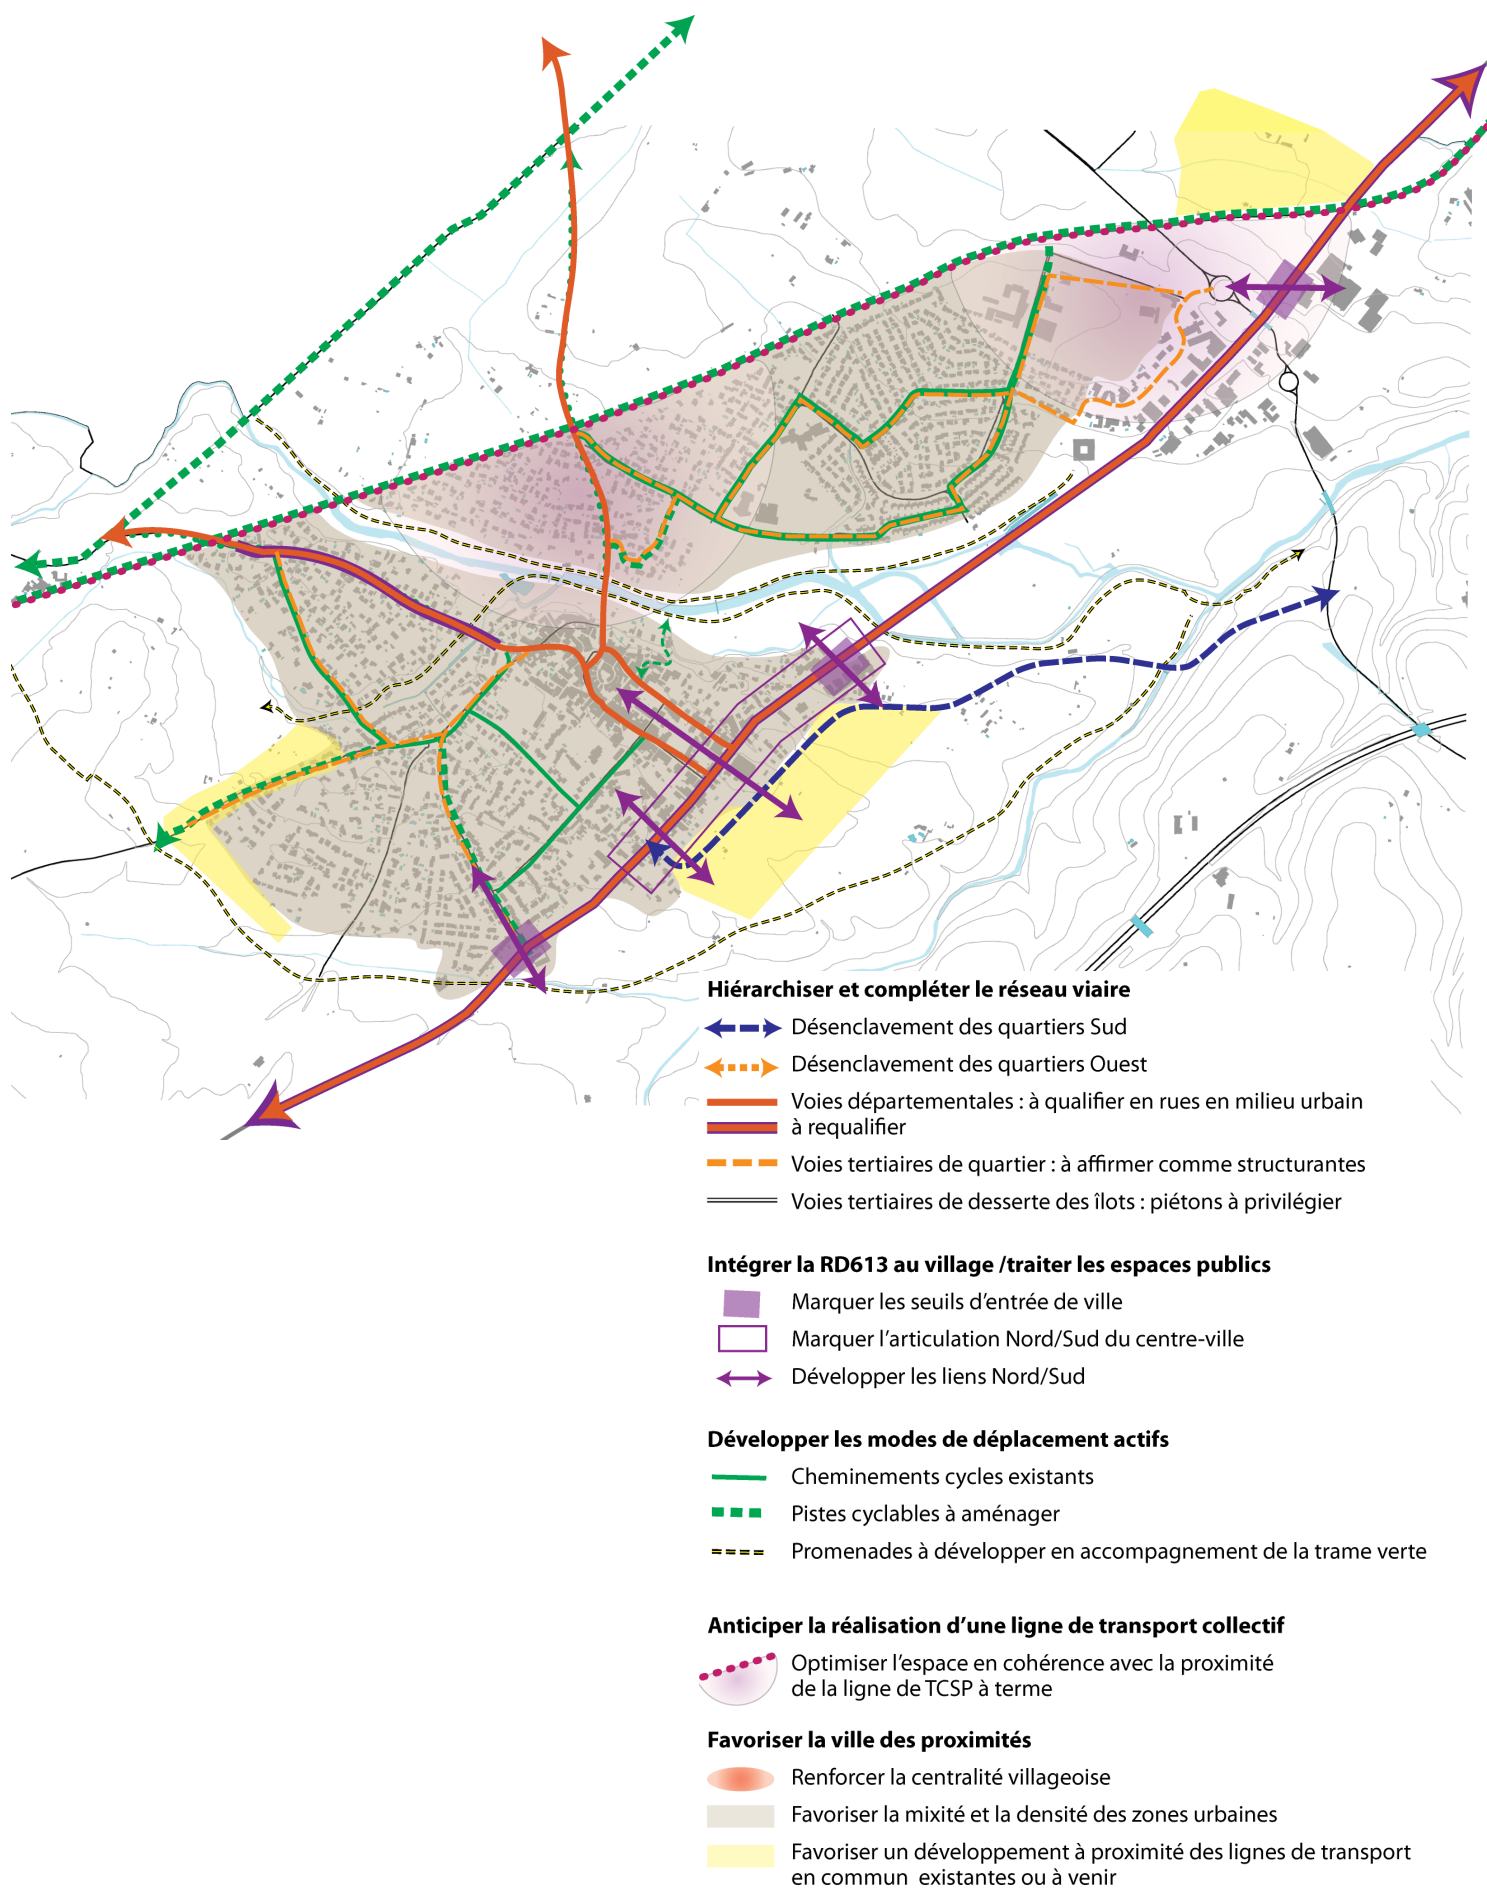 Hiérarchiser et compléter le réseau viaire
Désenclavement des quartiers Sud
Désenclavement des quartiers Ouest
Voies départementales : à qualifier en rues en milieu urbain
à requalifier
Voies tertiaires de quartier : à affirmer comme structurantes
Voies tertiaires de desserte des îlots : piétons à privilégier
Intégrer la RD613 au village /traiter les espaces publics
Marquer les seuils d’entrée de ville
Marquer l’articulation Nord/Sud du centre-ville
Développer les liens Nord/Sud
Développer les modes de déplacement actifs
Cheminements cycles existants
Pistes cyclables à aménager
Promenades à développer en accompagnement de la trame verte
Anticiper la réalisation d’une ligne de transport collectif
Optimiser l’espace en cohérence avec la proximité
de la ligne de TCSP à terme
Favoriser la ville des proximités
Renforcer la centralité villageoise
Favoriser la mixité et la densité des zones urbaines
Favoriser un développement à proximité des lignes de transport
en commun existantes ou à venir